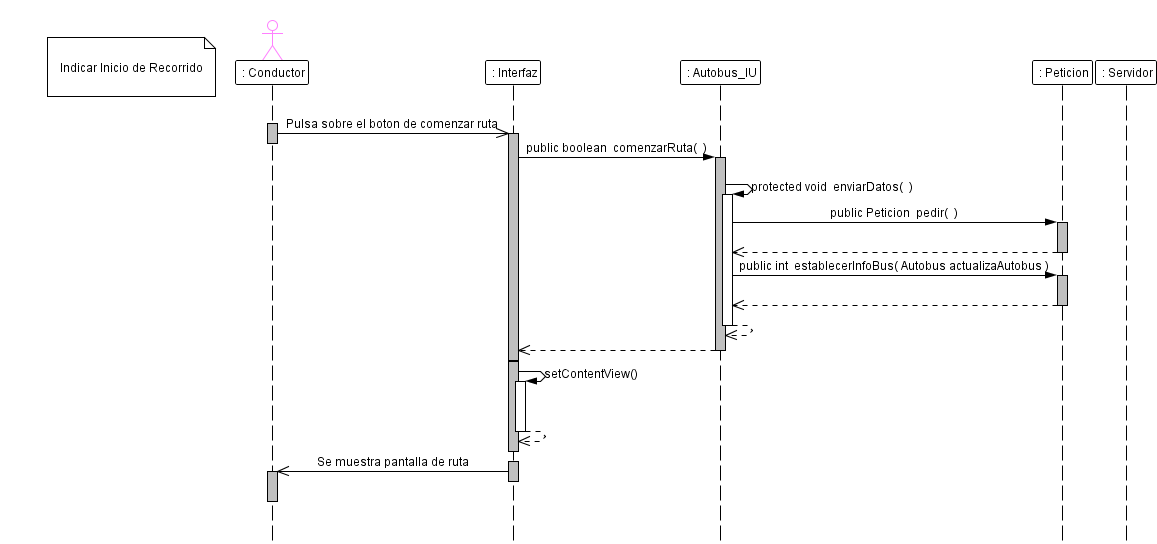 Indicar Inicio de Recorrido
: Conductor
: Interfaz
: Autobus_IU
: Peticion
: Servidor
Pulsa sobre el boton de comenzar ruta
public boolean comenzarRuta( )
protected void enviarDatos( )
public Peticion pedir( )
public int establecerInfoBus( Autobus actualizaAutobus )
setContentView()
Se muestra pantalla de ruta